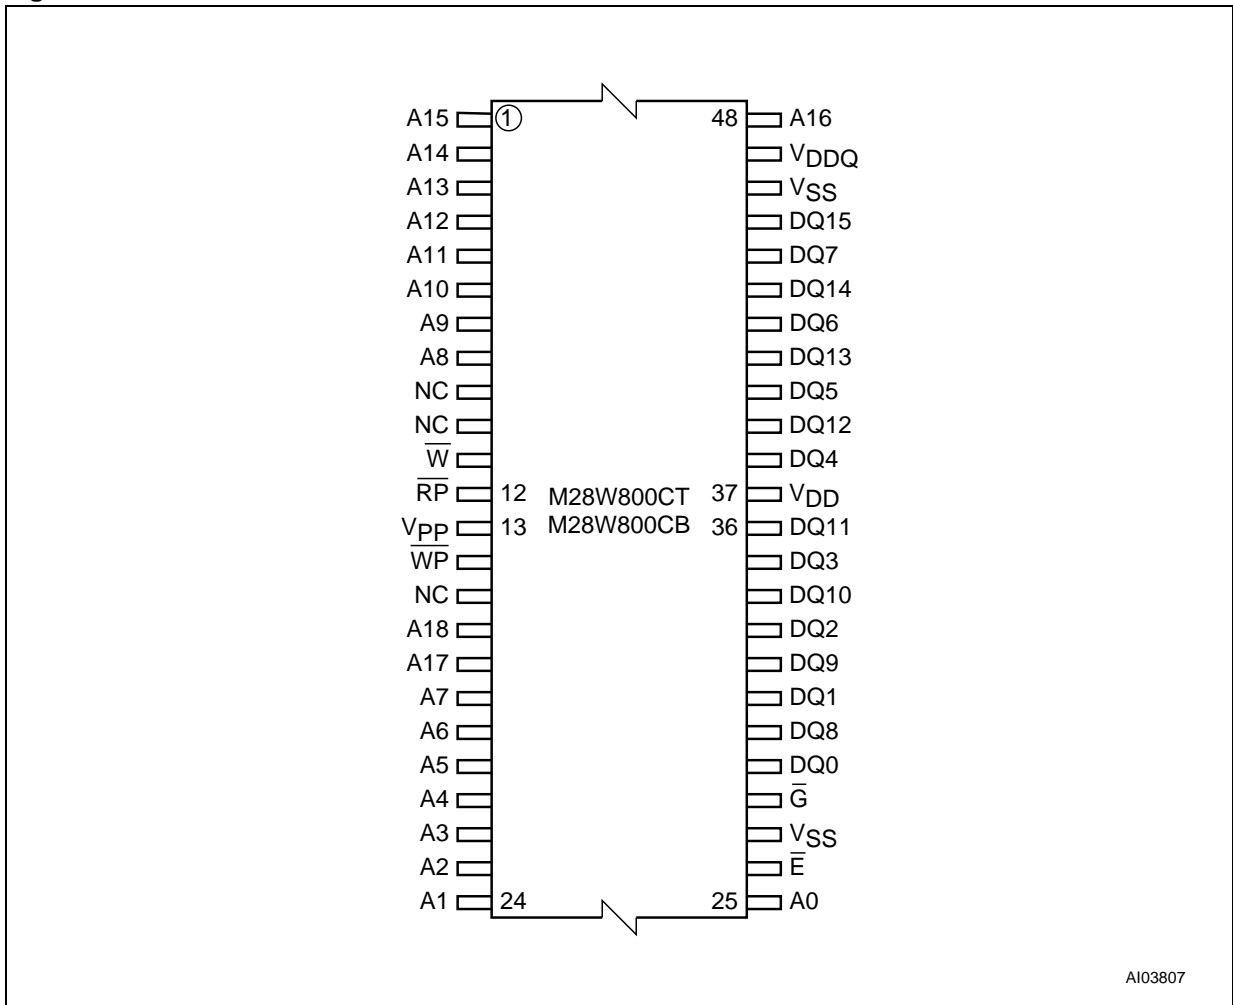 A15 1 48 A16
A14 VDDQ
A13 VSS
A12 DQ15
A11 DQ7
A10 DQ14
A9 DQ6
A8 DQ13
NC DQ5
NC DQ12
W̅ DQ4
R̅P̅ 12 M28W800CT 37 VDD
VPP 13 M28W800CB 36 DQ11
W̅P̅ DQ3
NC DQ10
A18 DQ2
A17 DQ9
A7 DQ1
A6 DQ8
A5 DQ0
A4 G̅
A3 VSS
A2 E̅
A1 24 25 A0
AI03807